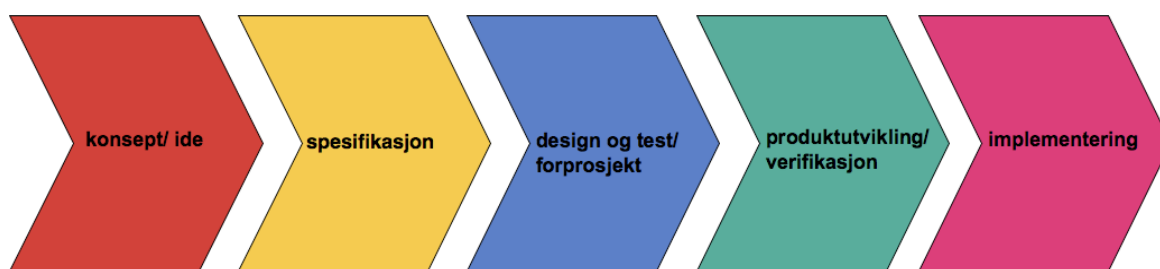 konsept/ ide
spesifikasjon
design og test/
forprosjekt
produktutvikling/
verifikasjon
implementering